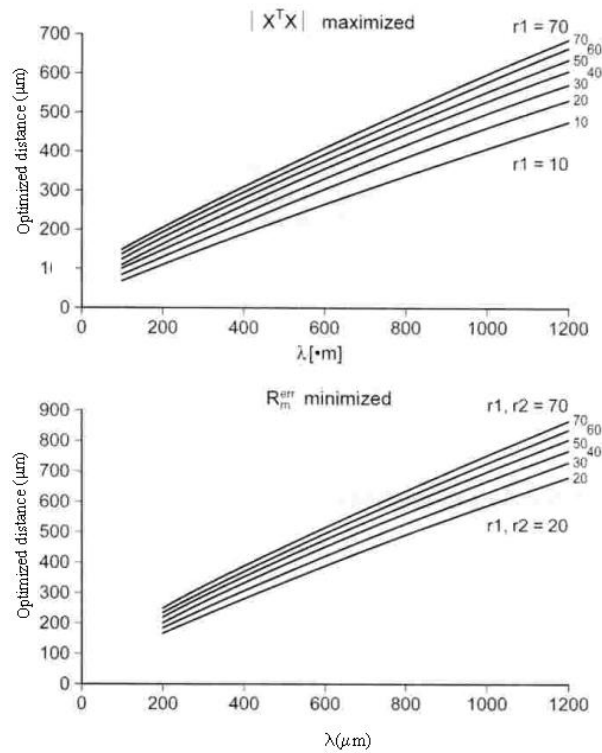 | XᵀX | maximized
r1 = 70
700
600
500
400
300
200
1
0
Optimized distance (μm)
70
60
50
40
30
20
10
r1 = 10
0 200 400 600 800 1000 1200
λ[•m]
R_m^err minimized
r1, r2 = 70
900
800
700
600
500
400
300
200
100
0
Optimized distance (μm)
70
60
50
40
30
20
r1, r2 = 20
0 200 400 600 800 1000 1200
λ(μm)